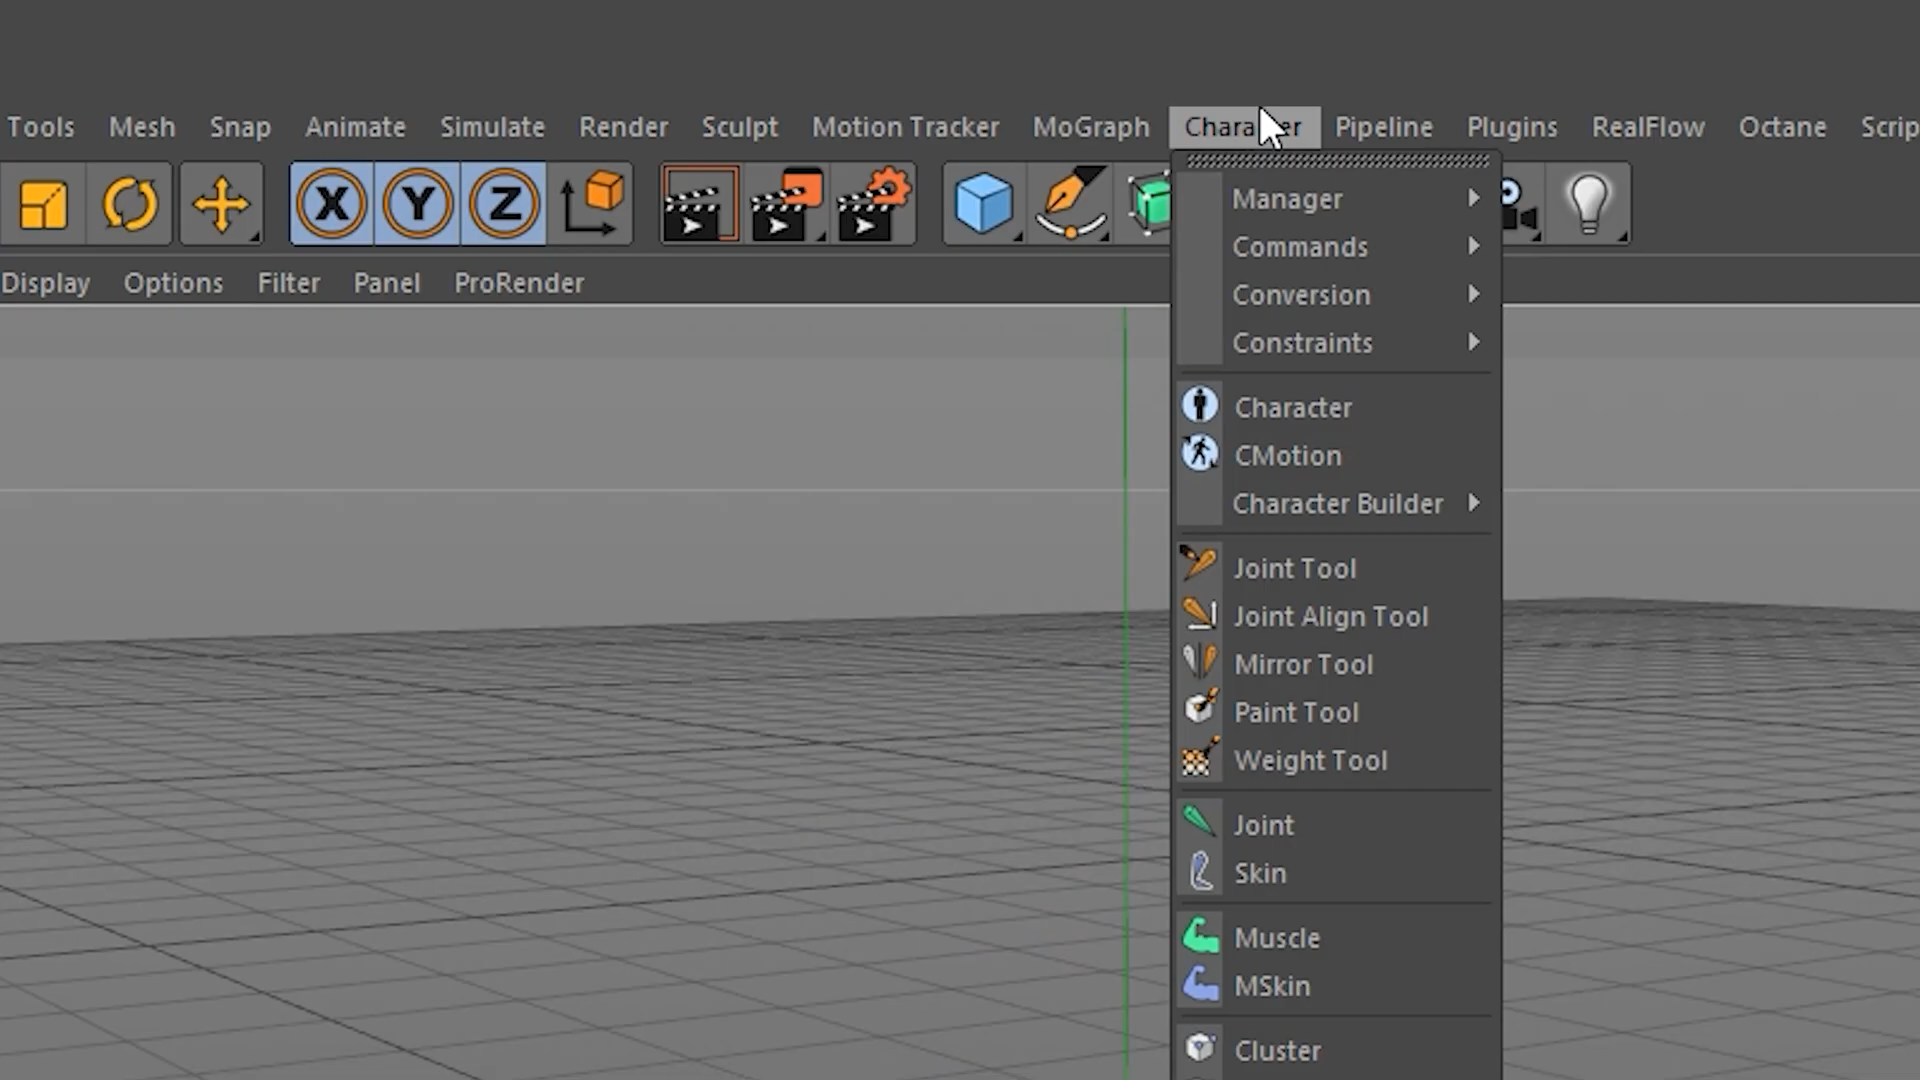 Tools Mesh Snap Animate Simulate Render Sculpt Motion Tracker MoGraph Character Pipeline Plugins RealFlow Octane Scrip
X Y Z
Display Options Filter Panel ProRender
Manager
Commands
Conversion
Constraints
Character
CMotion
Character Builder
Joint Tool
Joint Align Tool
Mirror Tool
Paint Tool
Weight Tool
Joint
Skin
Muscle
MSkin
Cluster